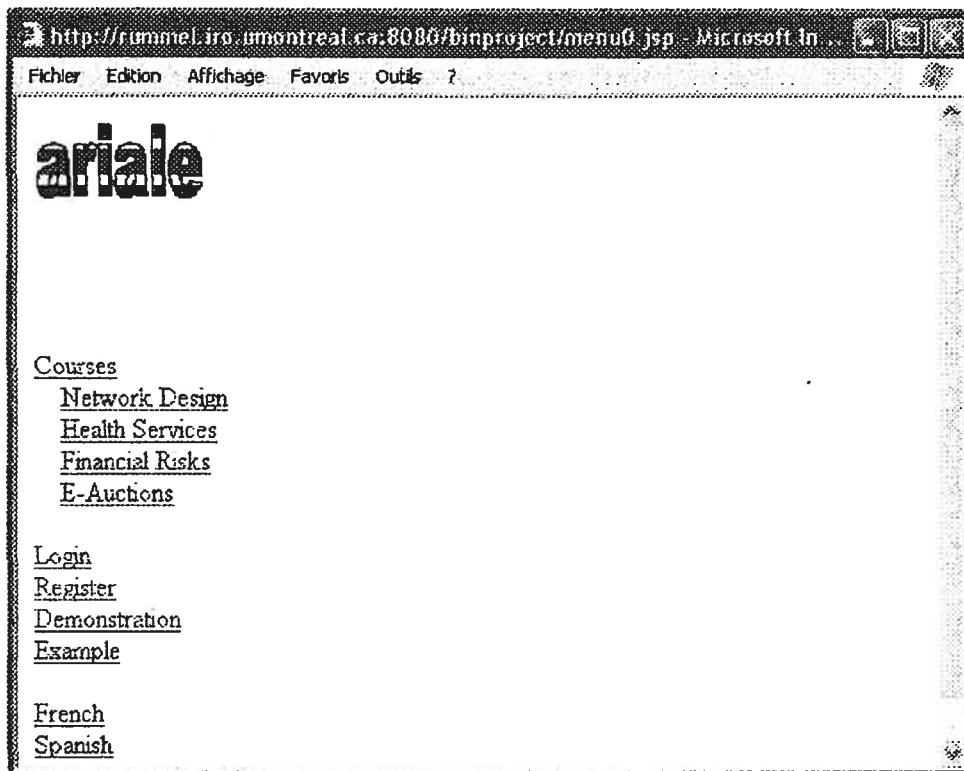 http://rummel.iro.umontreal.ca:8080/binproject/menu0.jsp - Microsoft In ...
Fichier Edition Affichage Favoris Outils ?
ariale
Courses
Network Design
Health Services
Financial Risks
E-Auctions
Login
Register
Demonstration
Example
French
Spanish